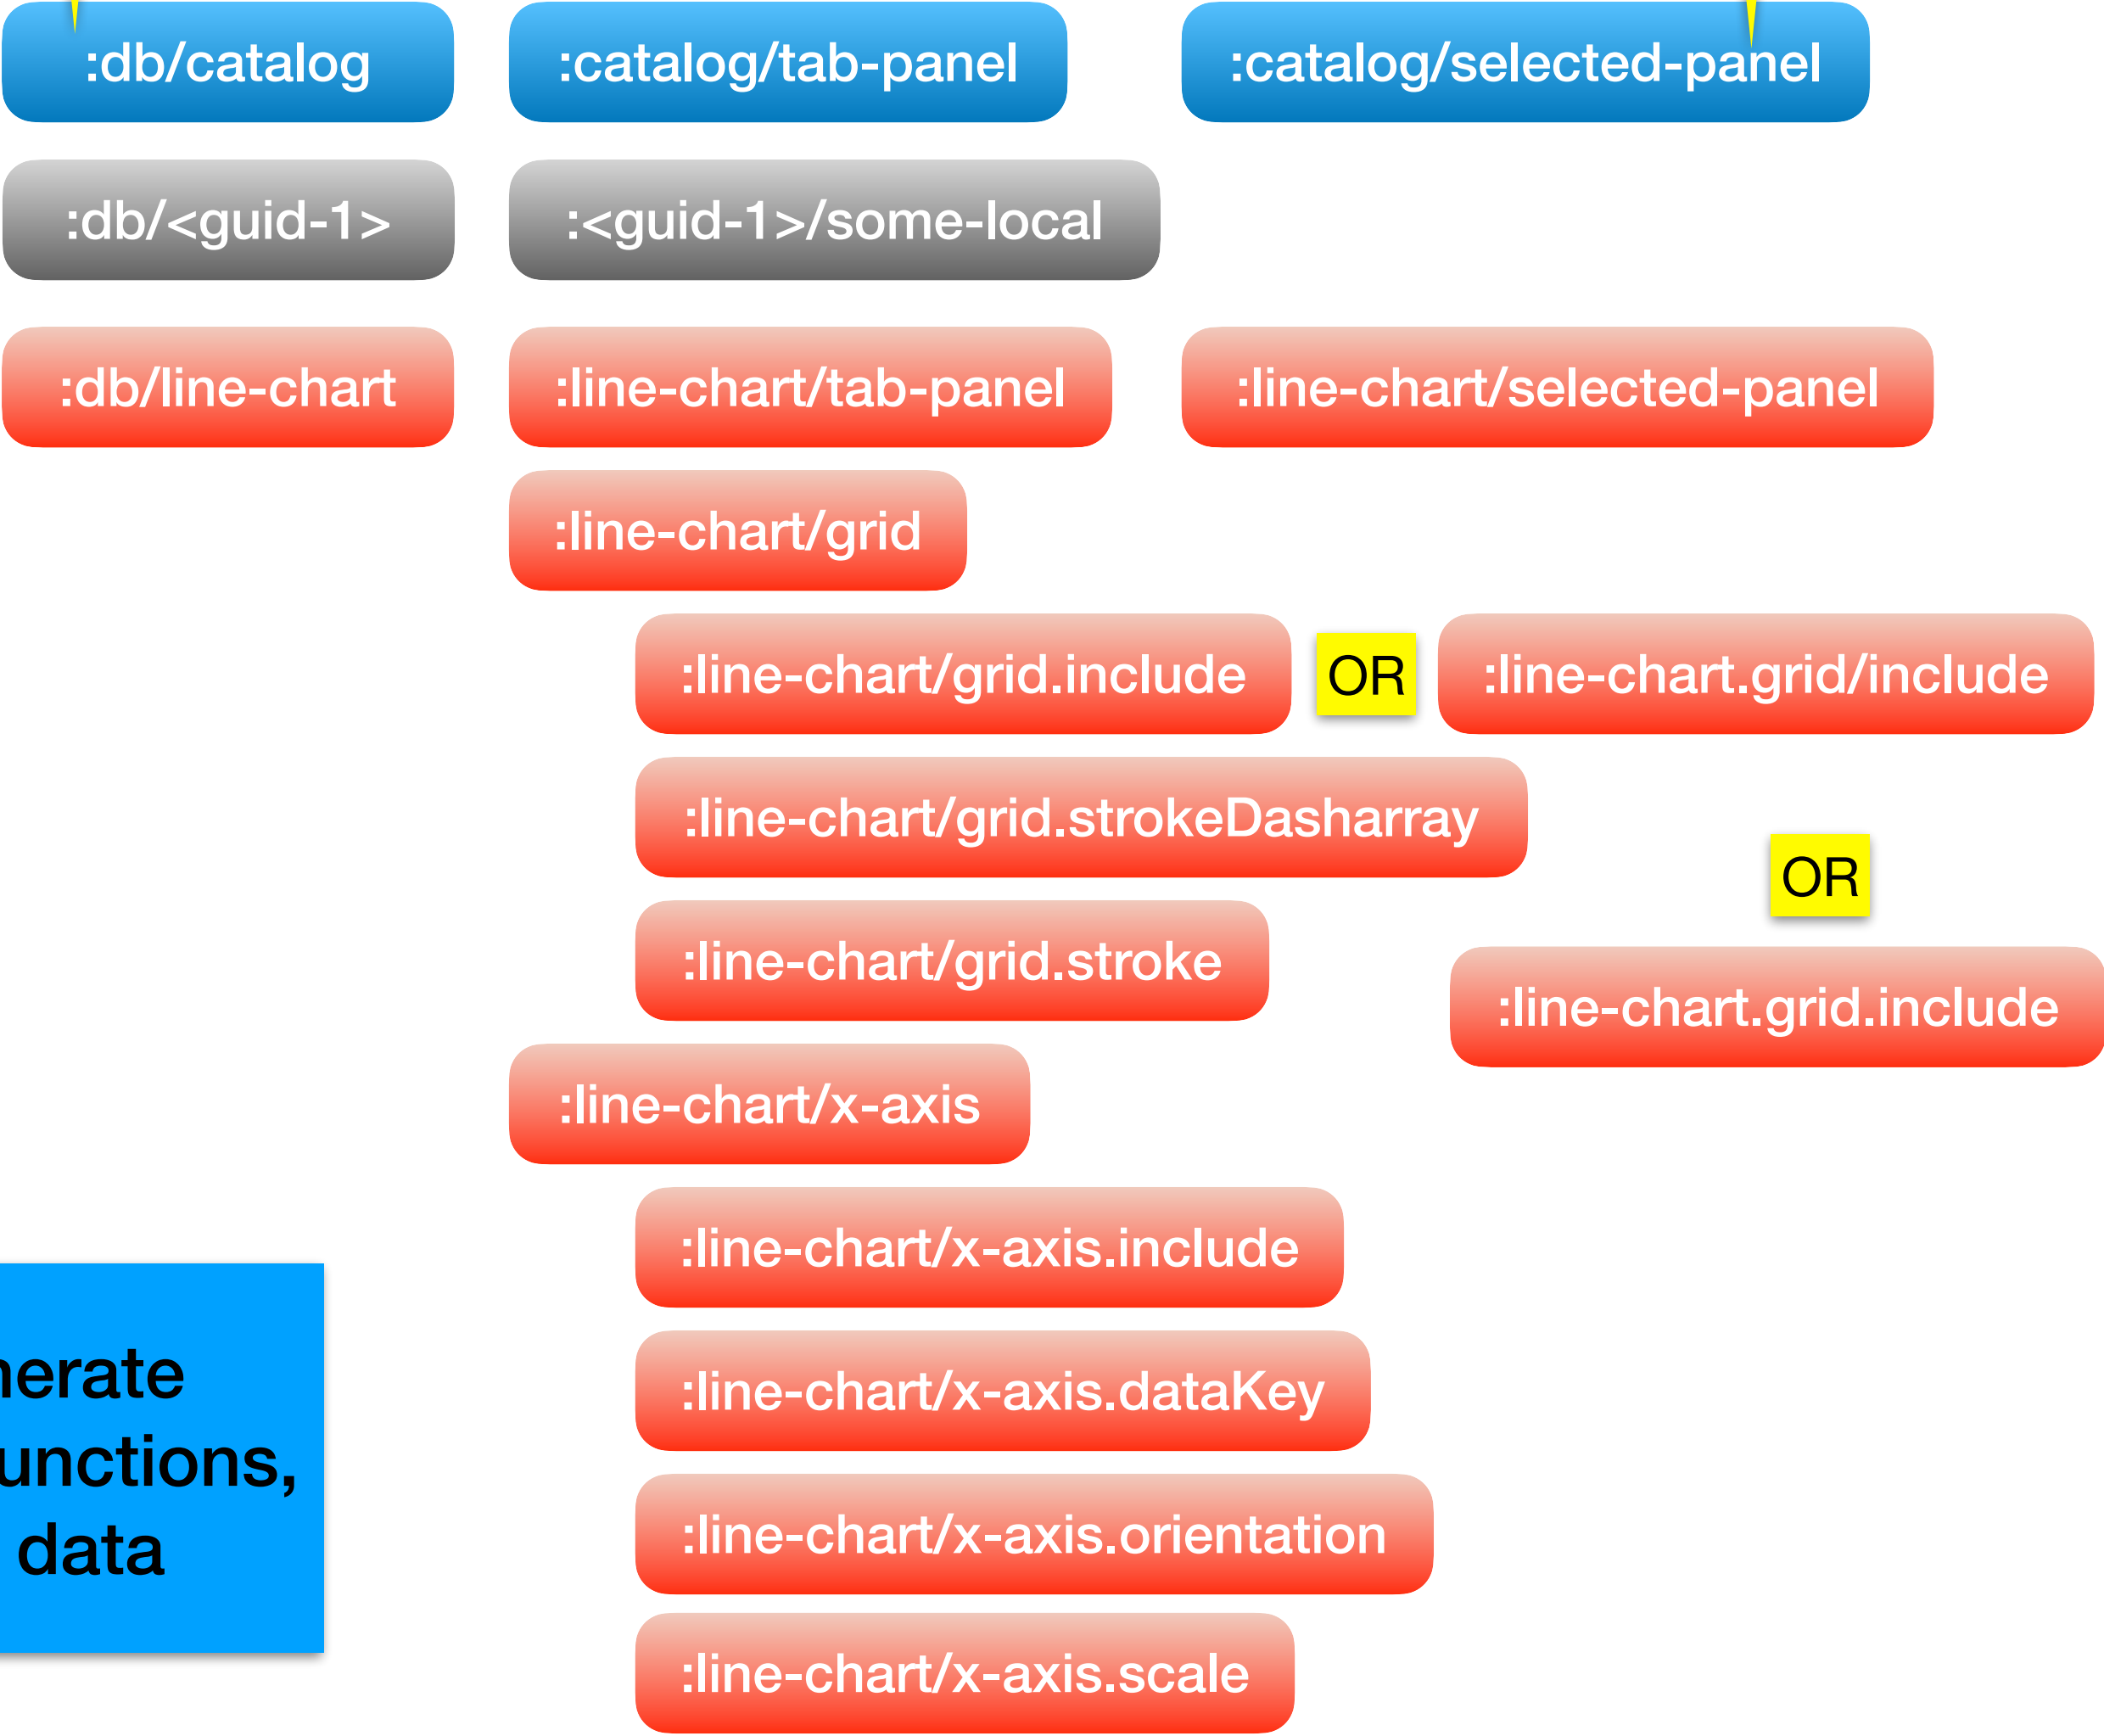 :db/catalog
:catalog/tab-panel
:catalog/selected-panel
:db/<guid-1>
:<guid-1>/some-local
:db/line-chart
:line-chart/tab-panel
:line-chart/selected-panel
:line-chart/grid
:line-chart/grid.include
OR
:line-chart.grid/include
:line-chart/grid.strokeDasharray
OR
:line-chart/grid.stroke
:line-chart.grid.include
:line-chart/x-axis
:line-chart/x-axis.include
:line-chart/x-axis.dataKey
:line-chart/x-axis.orientation
:line-chart/x-axis.scale
nerate
unctions,
data